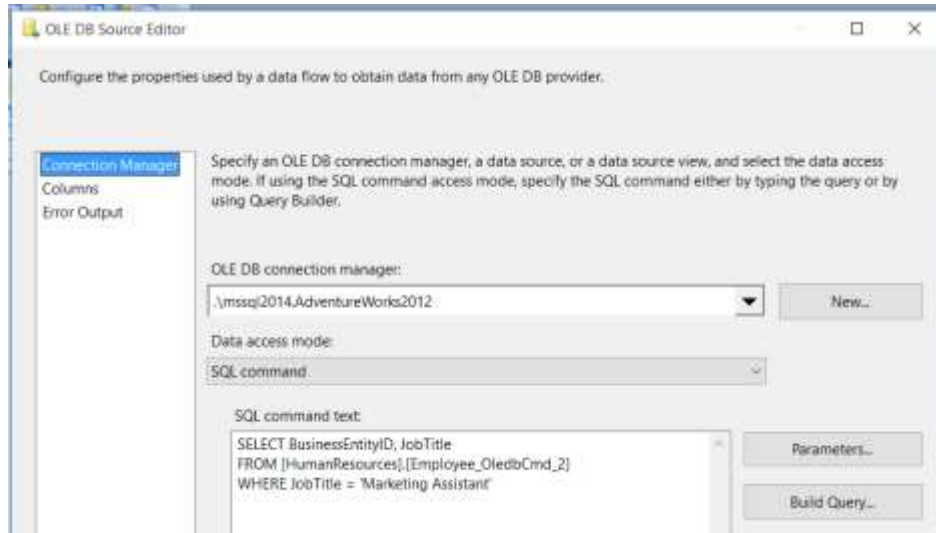 OLE DB Source Editor
Configure the properties used by a data flow to obtain data from any OLE DB provider.
Connection Manager
Columns
Error Output
Specify an OLE DB connection manager, a data source, or a data source view, and select the data access
mode. If using the SQL command access mode, specify the SQL command either by typing the query or by
using Query Builder.
OLE DB connection manager:
.\mssql2014.AdventureWorks2012
New...
Data access mode:
SQL command
SQL command text:
SELECT BusinessEntityID, JobTitle
FROM [HumanResources].[Employee_OledbCmd_2]
WHERE JobTitle = 'Marketing Assistant'
Parameters...
Build Query...